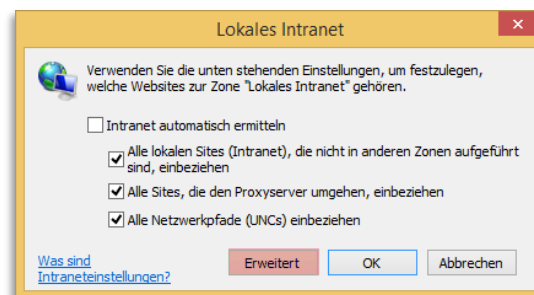 Lokales Intranet
Verwenden Sie die unten stehenden Einstellungen, um festzulegen,
welche Websites zur Zone "Lokales Intranet" gehören.
Intranet automatisch ermitteln
Alle lokalen Sites (Intranet), die nicht in anderen Zonen aufgeführt
sind, einbeziehen
Alle Sites, die den Proxyserver umgehen, einbeziehen
Alle Netzwerkpfade (UNCs) einbeziehen
Was sind
Intraneteinstellungen?
Erweitert
OK
Abbrechen